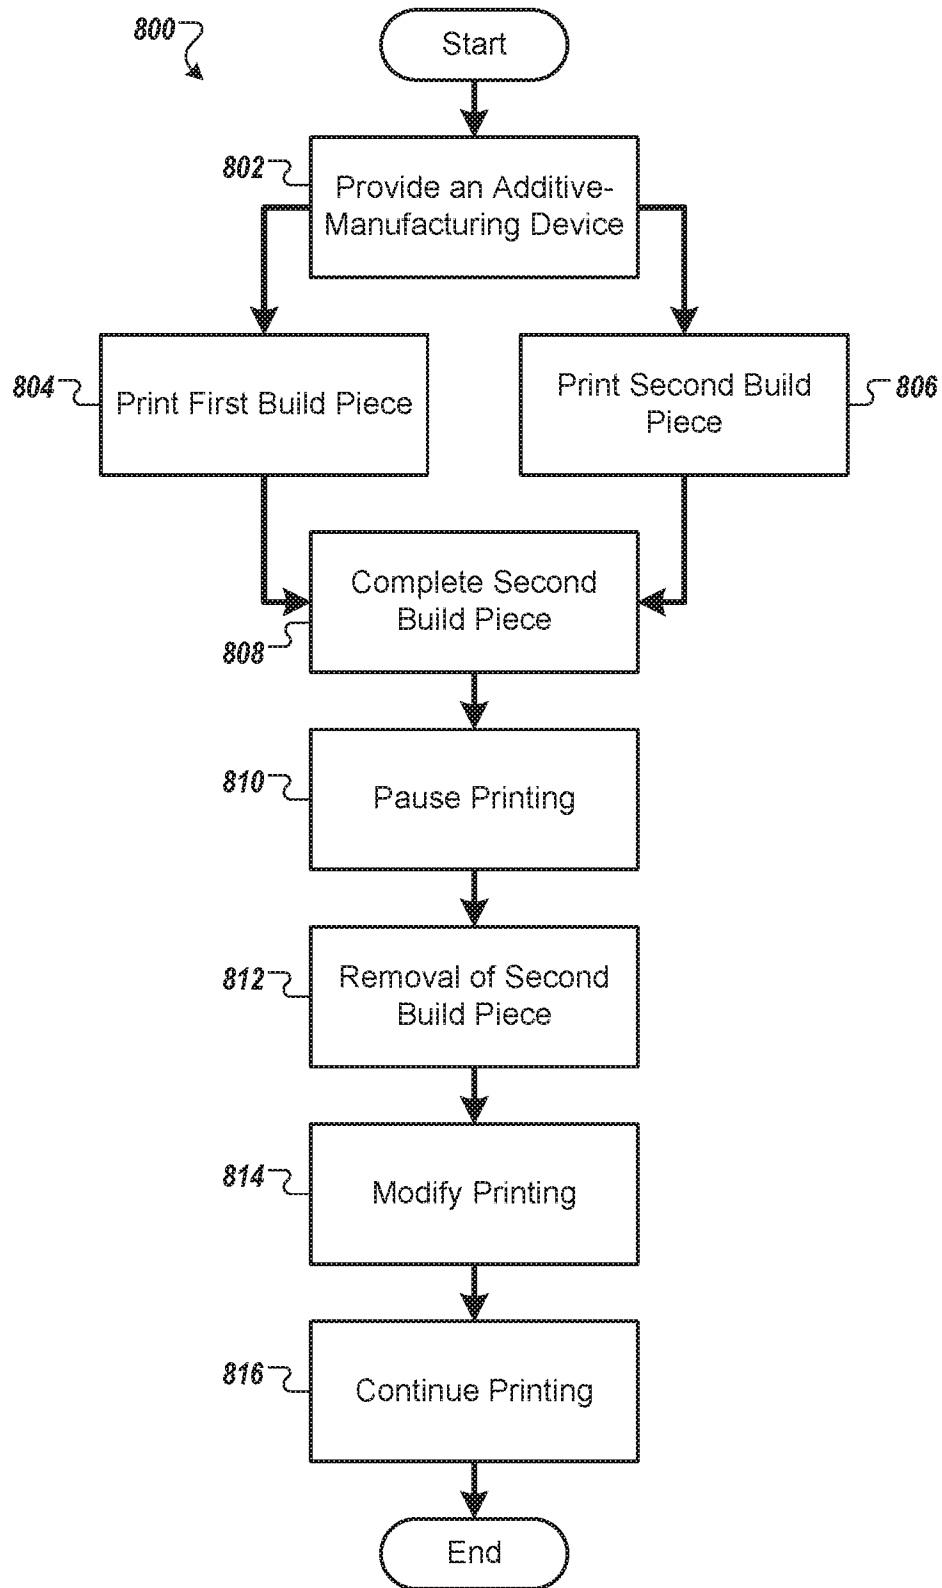 800
Start
802
Provide an Additive-
Manufacturing Device
804
Print First Build Piece
Print Second Build
Piece
806
Complete Second
Build Piece
808
810
Pause Printing
812
Removal of Second
Build Piece
814
Modify Printing
816
Continue Printing
End